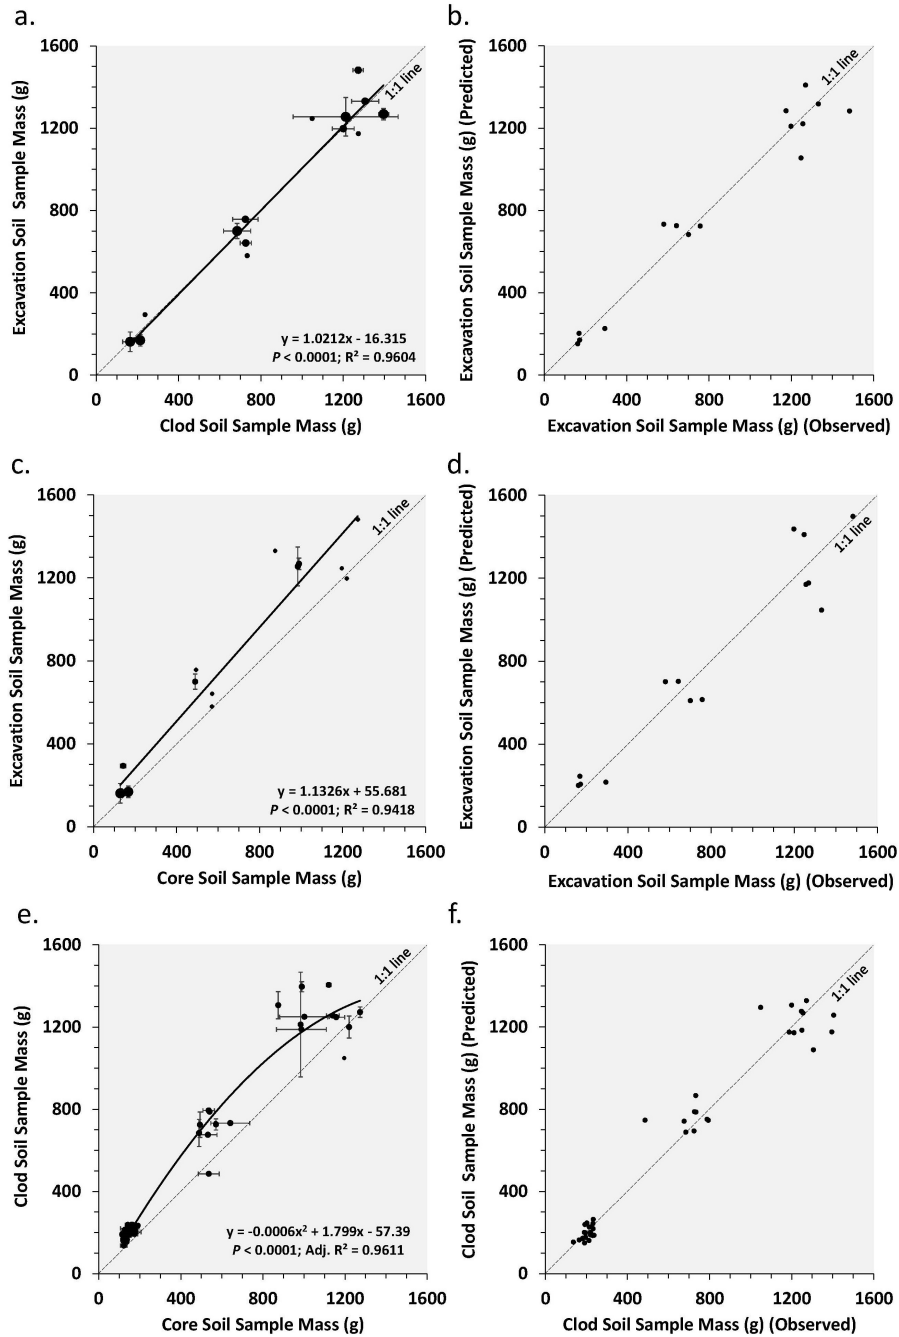 a.
1600
1200
800
400
0
Excavation Soil  Sample Mass (g)
1:1 line
y = 1.0212x - 16.315
P < 0.0001; R² = 0.9604
0 400 800 1200 1600
Clod Soil Sample Mass (g)
b.
1600
1200
800
400
0
Excavation Soil Sample Mass (g) (Predicted)
1:1 line
0 400 800 1200 1600
Excavation Soil Sample Mass (g) (Observed)
c.
1600
1200
800
400
0
Excavation Soil Sample Mass (g)
1:1 line
y = 1.1326x + 55.681
P < 0.0001; R² = 0.9418
0 400 800 1200 1600
Core Soil Sample Mass (g)
d.
1600
1200
800
400
0
Excavation Soil Sample Mass (g) (Predicted)
1:1 line
0 400 800 1200 1600
Excavation Soil Sample Mass (g) (Observed)
e.
1600
1200
800
400
0
Clod Soil Sample Mass (g)
1:1 line
y = -0.0006x² + 1.799x - 57.39
P < 0.0001; Adj. R² = 0.9611
0 400 800 1200 1600
Core Soil Sample Mass (g)
f.
1600
1200
800
400
0
Clod Soil  Sample Mass (g) (Predicted)
1:1 line
0 400 800 1200 1600
Clod Soil Sample Mass (g) (Observed)